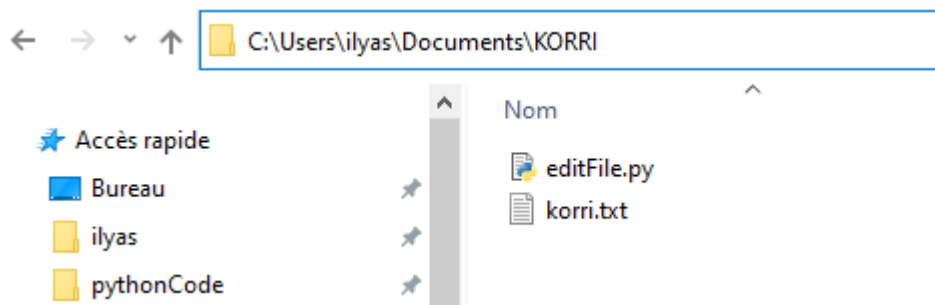 C:\Users\ilyas\Documents\KORRI
Accès rapide
Bureau
ilyas
pythonCode
Nom
editFile.py
korri.txt